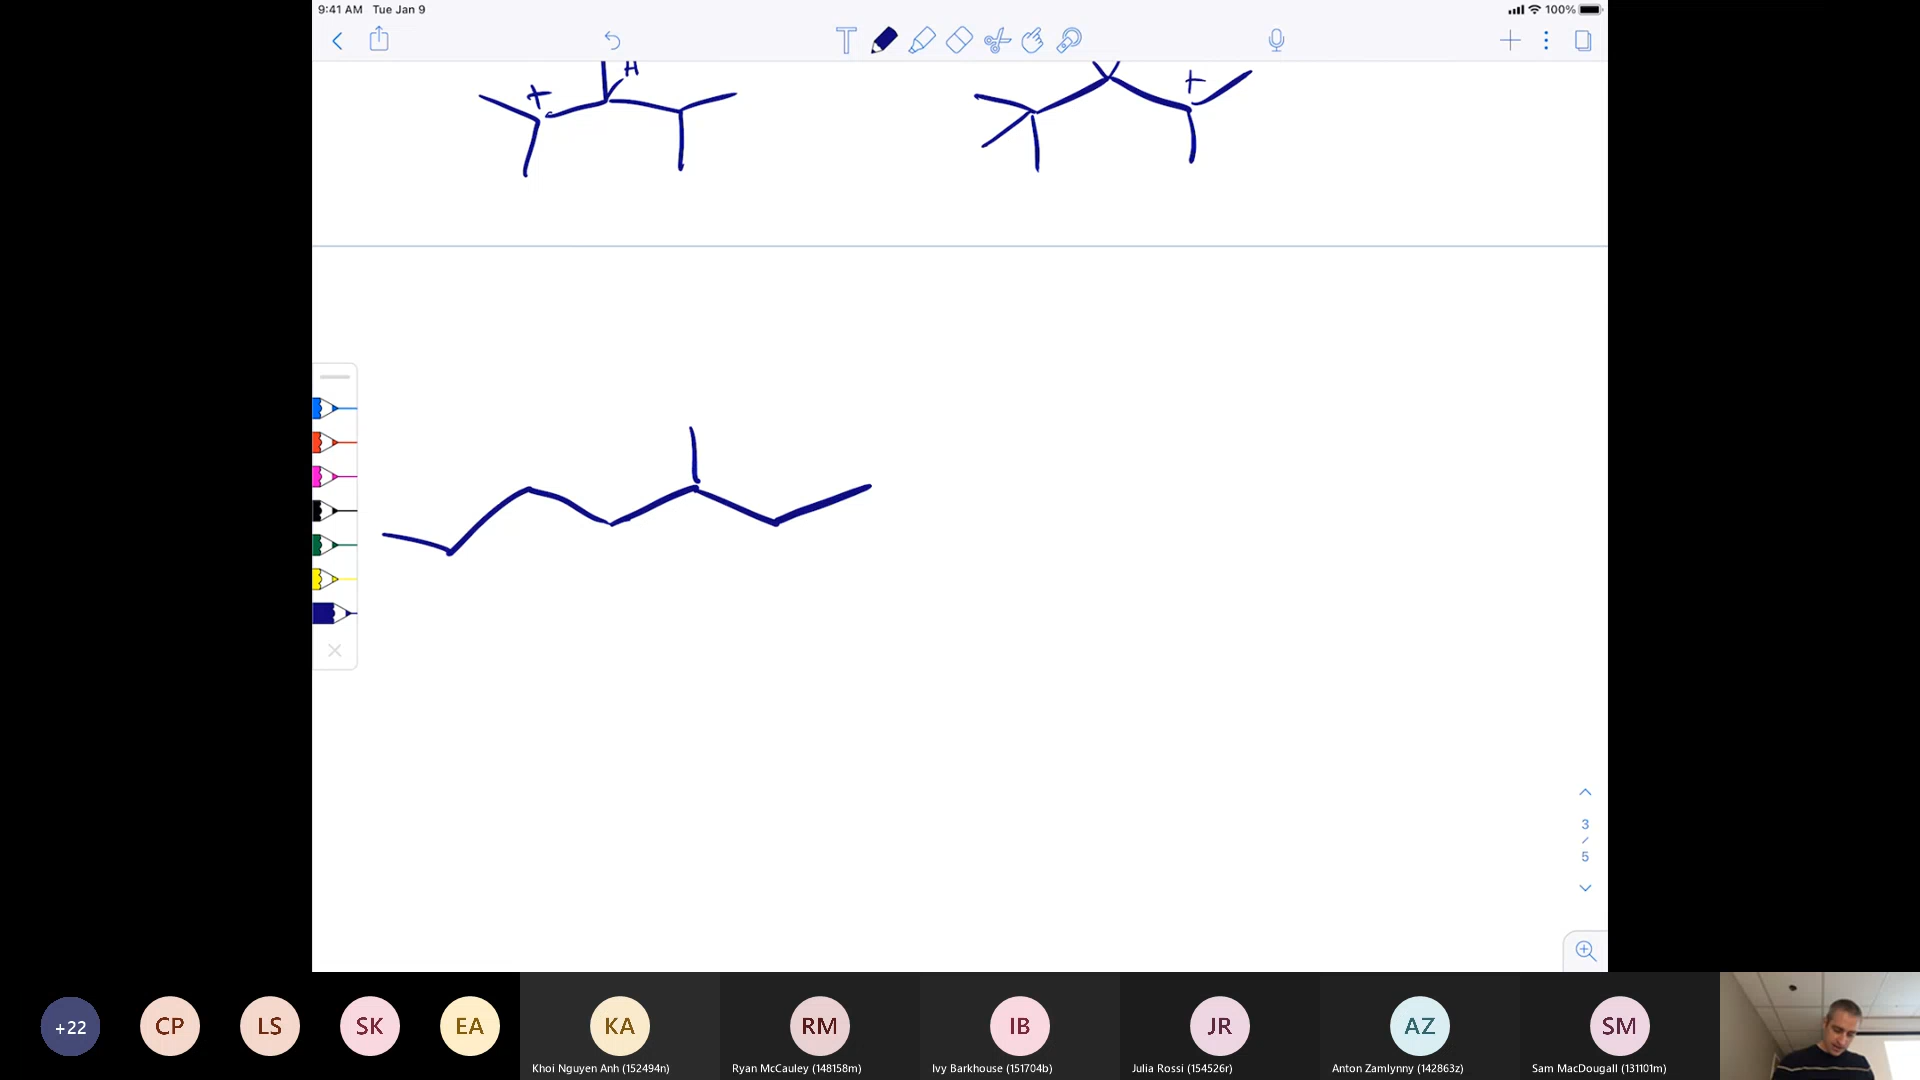 9:41 AM Tue Jan 9
100%
T
H
+
+
3
/
5
+22
CP
LS
SK
EA
KA
RM
IB
JR
AZ
SM
Khoi Nguyen Anh (152494n)
Ryan McCauley (148158m)
Ivy Barkhouse (151704b)
Julia Rossi (154526r)
Anton Zamlynny (142863z)
Sam MacDougall (131101m)